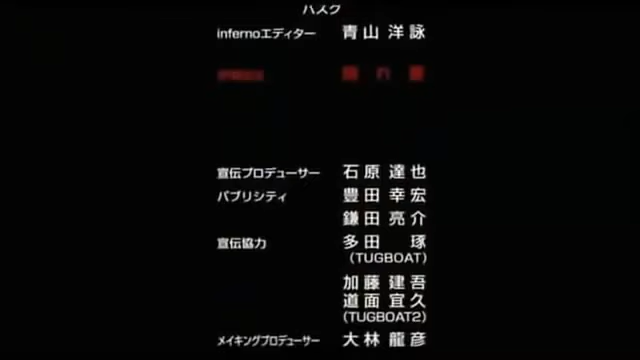 ハスク
infernoエディター 青山洋詠
宣伝プロデューサー 石原達也
パブリシティ 豊田幸宏
鎌田亮介
宣伝協力 多田 琢
(TUGBOAT)
加藤建吾
道面宜久
(TUGBOAT2)
メイキングプロデューサー 大林龍彦